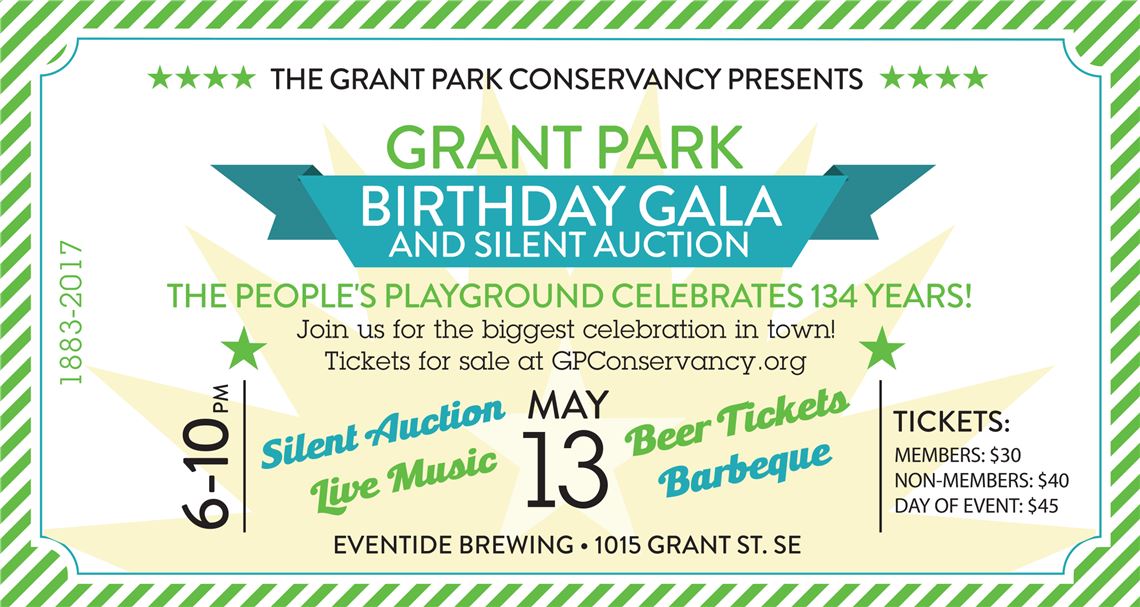 THE GRANT PARK CONSERVANCY PRESENTS
GRANT PARK
BIRTHDAY GALA
AND SILENT AUCTION
THE PEOPLE'S PLAYGROUND CELEBRATES 134 YEARS!
Join us for the biggest celebration in town!
Tickets for sale at GPConservancy.org
1883-2017
6-10 PM
Silent Auction
Live Music
MAY
13
Beer Tickets
Barbeque
TICKETS:
MEMBERS: $30
NON-MEMBERS: $40
DAY OF EVENT: $45
EVENTIDE BREWING • 1015 GRANT ST. SE